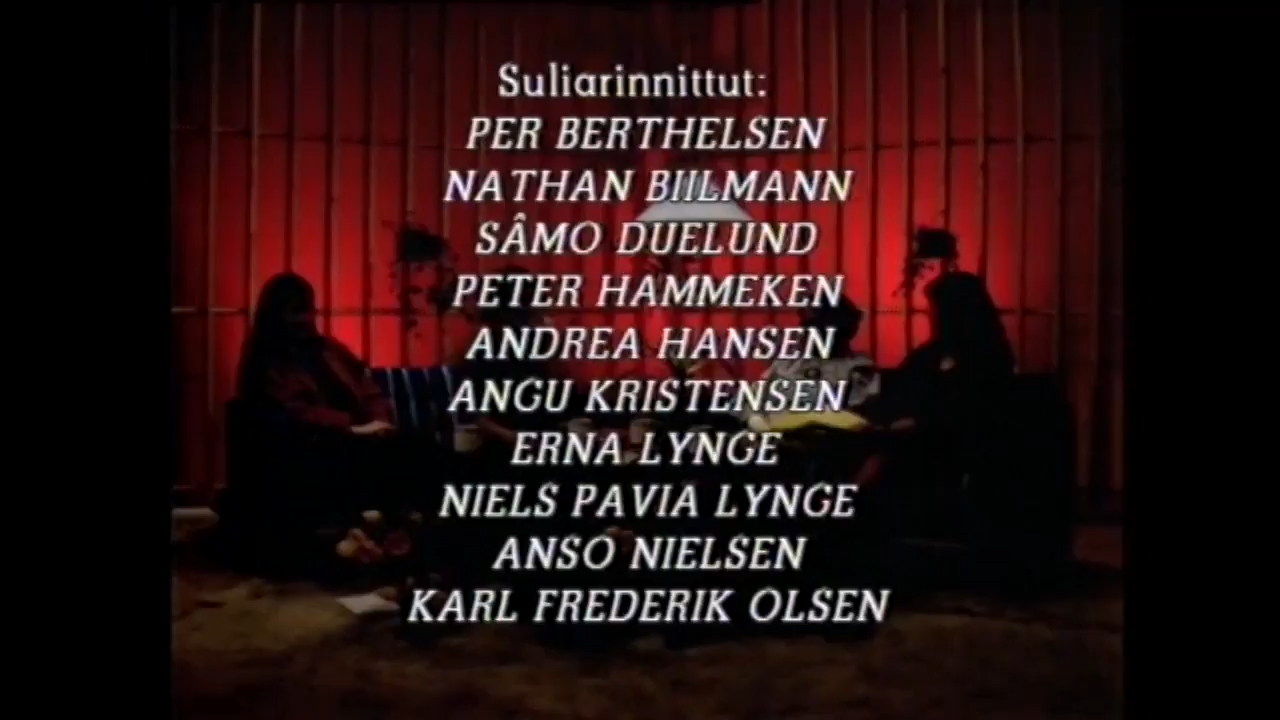 Suliarinnittut:
PER BERTHELSEN
NATHAN BIILMANN
SÂMO DUELUND
PETER HAMMEKEN
ANDREA HANSEN
ANGU KRISTENSEN
ERNA LYNGE
NIELS PAVIA LYNGE
ANSO NIELSEN
KARL FREDERIK OLSEN